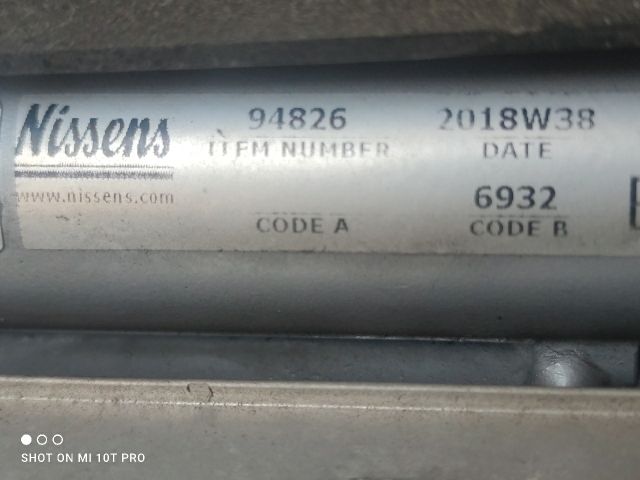 Nissens
94826
2018W38
ITEM NUMBER
DATE
www.nissens.com
6932
CODE A
CODE B
SHOT ON MI 10T PRO